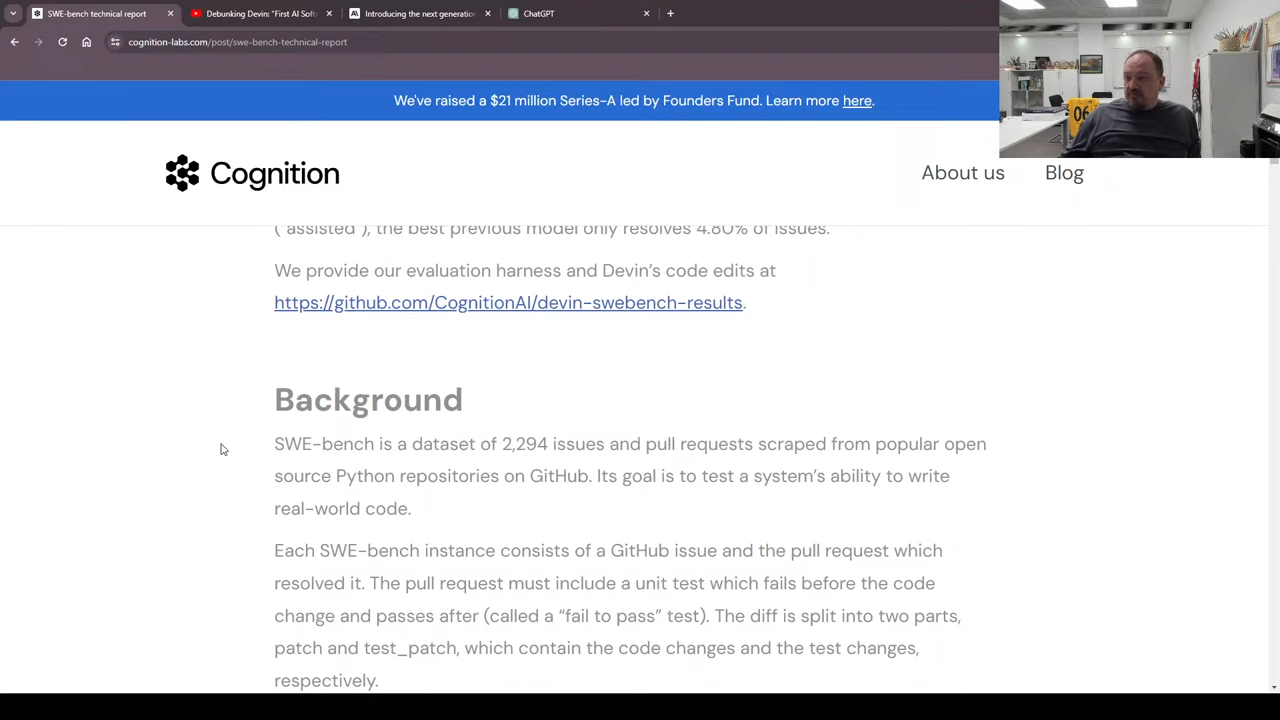 SWE-bench technical report
Debunking Devin: "First AI Soft
Introducing the next generation
ChatGPT
cognition-labs.com/post/swe-bench-technical-report
We've raised a $21 million Series-A led by Founders Fund. Learn more here.
06
Cognition
About us
Blog
("assisted"), the best previous model only resolves 4.80% of issues.
We provide our evaluation harness and Devin's code edits at
https://github.com/CognitionAI/devin-swebench-results.
Background
SWE-bench is a dataset of 2,294 issues and pull requests scraped from popular open
source Python repositories on GitHub. Its goal is to test a system's ability to write
real-world code.
Each SWE-bench instance consists of a GitHub issue and the pull request which
resolved it. The pull request must include a unit test which fails before the code
change and passes after (called a “fail to pass” test). The diff is split into two parts,
patch and test_patch, which contain the code changes and the test changes,
respectively.